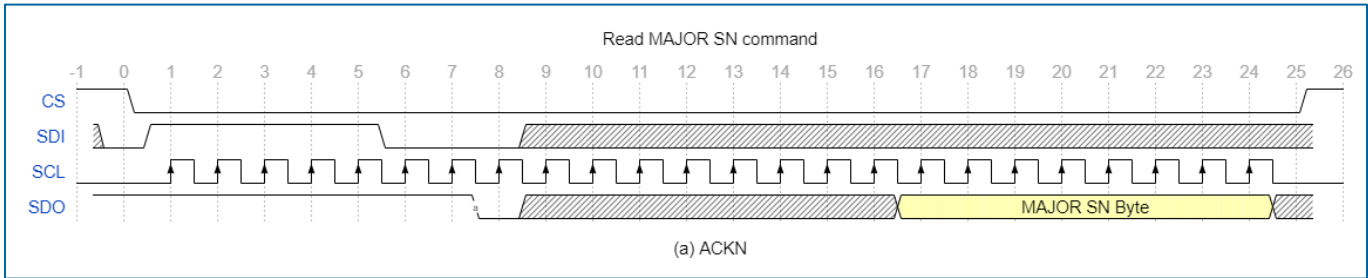 Read MAJOR SN command
-1 0 1 2 3 4 5 6 7 8 9 10 11 12 13 14 15 16 17 18 19 20 21 22 23 24 25 26
CS
SDI
SCL
SDO a MAJOR SN Byte
(a) ACKN